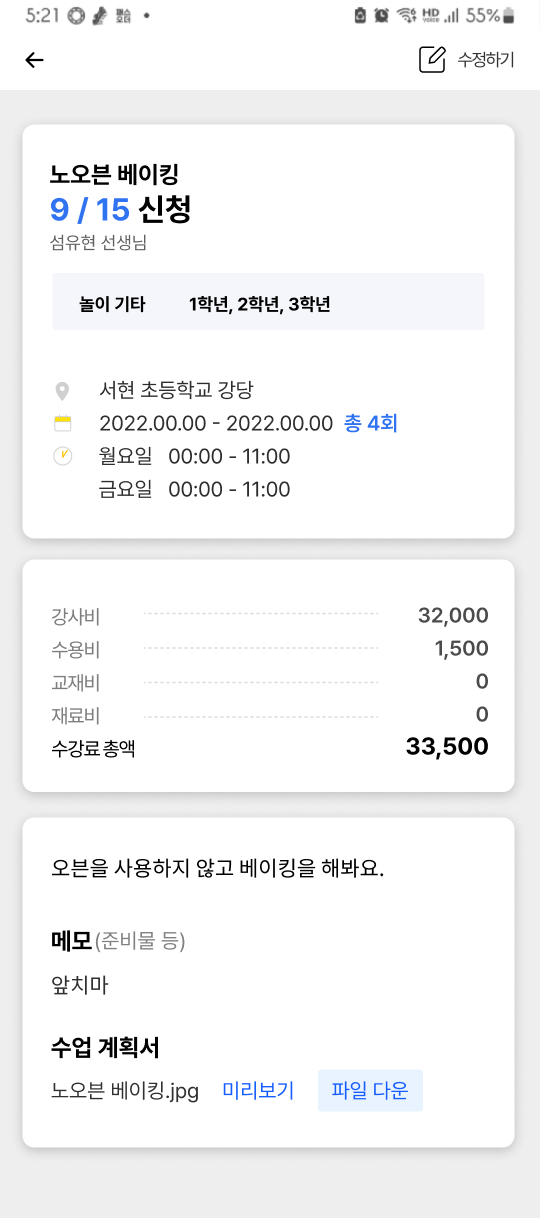 5:21
HD
voice
55%
수정하기
노오븐 베이킹
9 / 15 신청
섬유현 선생님
놀이 기타 1학년, 2학년, 3학년
서현 초등학교 강당
2022.00.00 - 2022.00.00 총 4회
월요일 00:00 - 11:00
금요일 00:00 - 11:00
강사비 32,000
수용비 1,500
교재비 0
재료비 0
수강료 총액 33,500
오븐을 사용하지 않고 베이킹을 해봐요.
메모(준비물 등)
앞치마
수업 계획서
노오븐 베이킹.jpg 미리보기 파일 다운